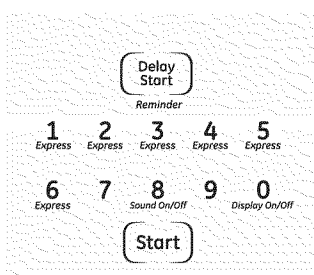 Delay
Start
Reminder
1 2 3 4 5
Express Express Express Express Express
6 7 8 9 0
Express Sound On/Off Display On/Off
Start